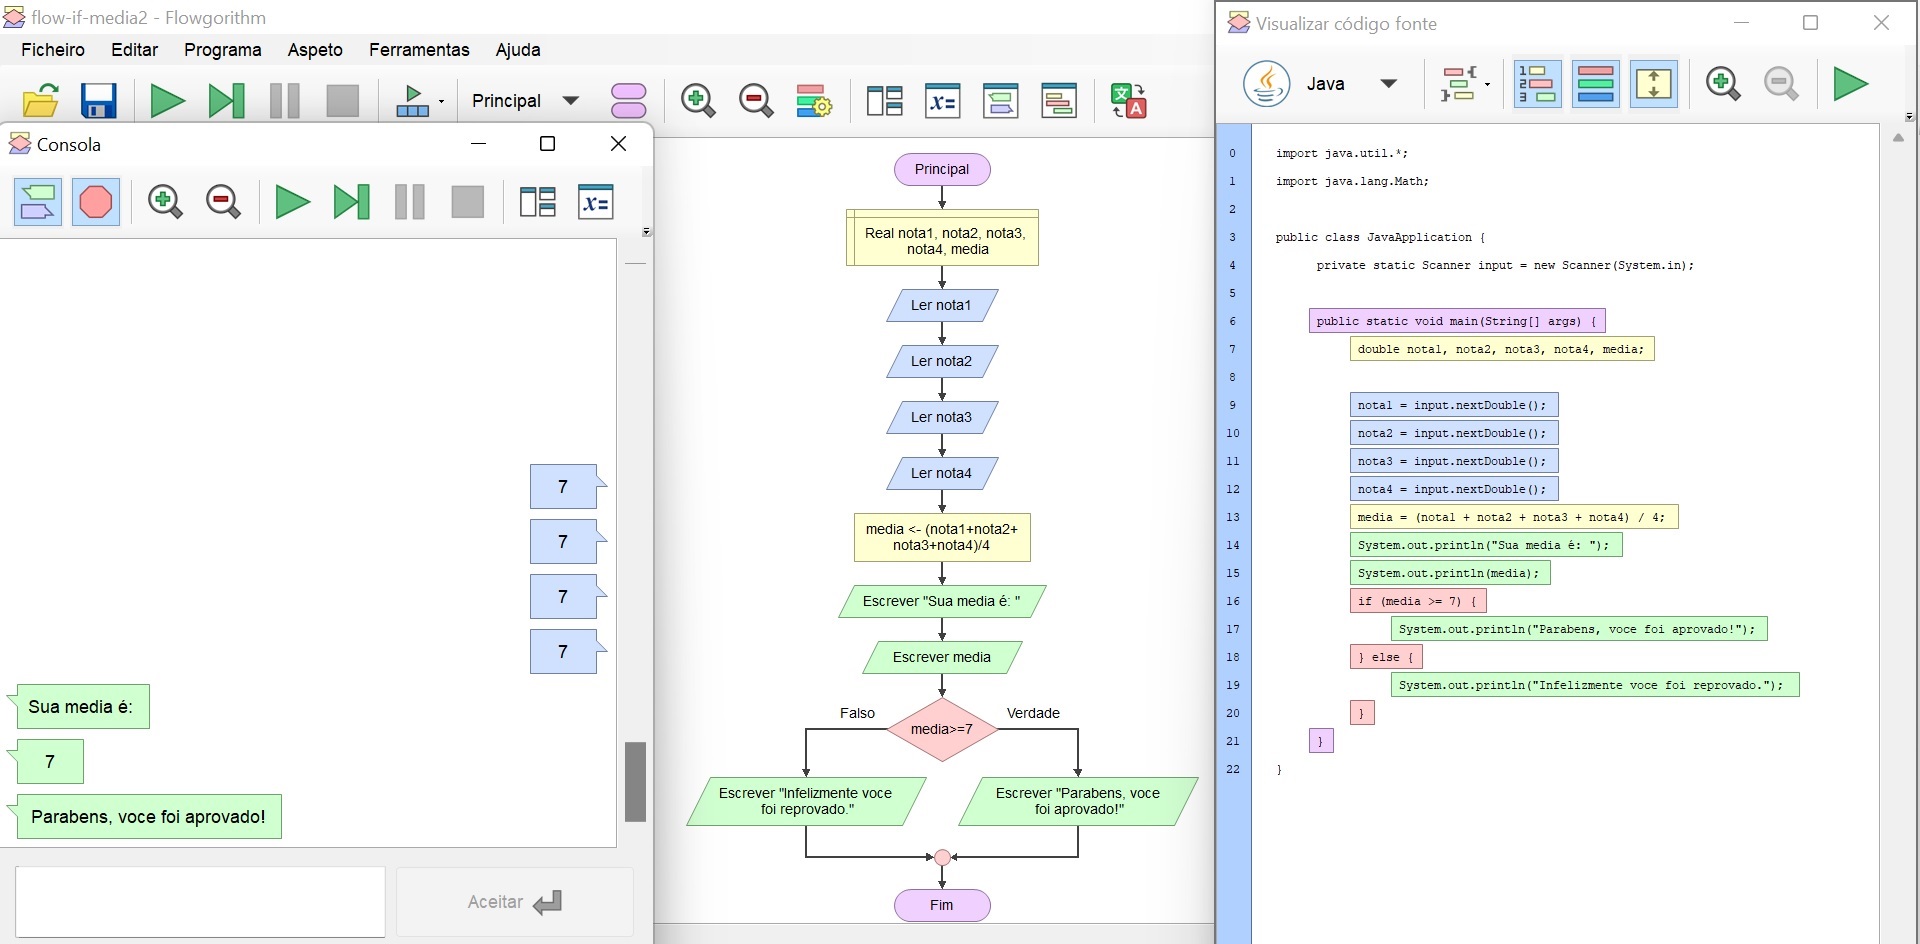 flow-if-media2 - Flowgorithm
Ficheiro Editar Programa Aspeto Ferramentas Ajuda
Principal
Consola
7
7
7
7
Sua media é:
7
Parabens, voce foi aprovado!
Aceitar
Principal
Real nota1, nota2, nota3,
nota4, media
Ler nota1
Ler nota2
Ler nota3
Ler nota4
media <- (nota1+nota2+
nota3+nota4)/4
Escrever "Sua media é: "
Escrever media
Falso
media>=7
Verdade
Escrever "Infelizmente voce
foi reprovado."
Escrever "Parabens, voce
foi aprovado!"
Fim
Visualizar código fonte
Java
0 import java.util.*;
1 import java.lang.Math;
2
3 public class JavaApplication {
4 private static Scanner input = new Scanner(System.in);
5
6 public static void main(String[] args) {
7 double nota1, nota2, nota3, nota4, media;
8
9 nota1 = input.nextDouble();
10 nota2 = input.nextDouble();
11 nota3 = input.nextDouble();
12 nota4 = input.nextDouble();
13 media = (nota1 + nota2 + nota3 + nota4) / 4;
14 System.out.println("Sua media é: ");
15 System.out.println(media);
16 if (media >= 7) {
17 System.out.println("Parabens, voce foi aprovado!");
18 } else {
19 System.out.println("Infelizmente voce foi reprovado.");
20 }
21 }
22 }